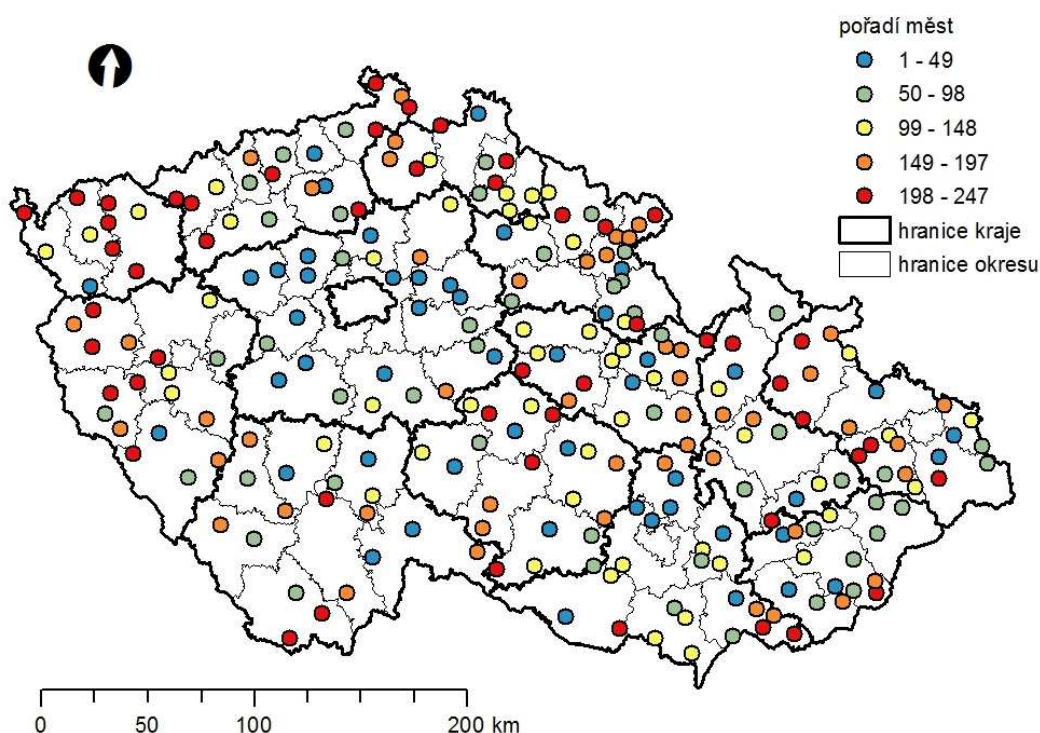 pořadí měst
1 - 49
50 - 98
99 - 148
149 - 197
198 - 247
hranice kraje
hranice okresu
0 50 100 200 km